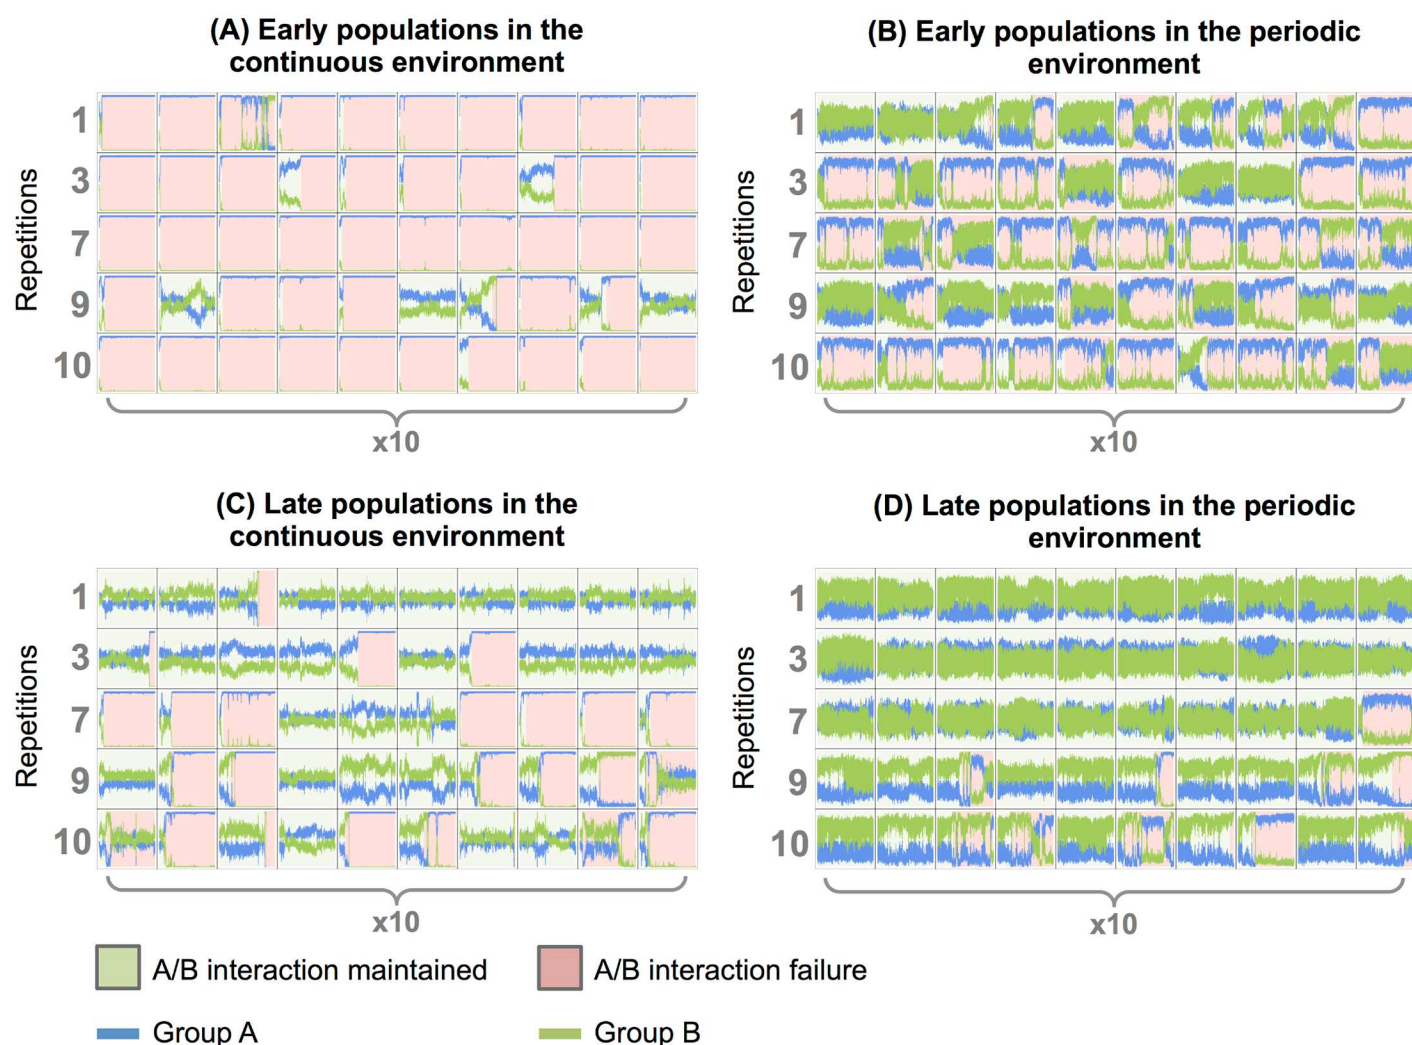 (A) Early populations in the
continuous environment
(B) Early populations in the periodic
environment
Repetitions
1
3
7
9
10
x10
Repetitions
1
3
7
9
10
x10
(C) Late populations in the
continuous environment
(D) Late populations in the periodic
environment
Repetitions
1
3
7
9
10
x10
Repetitions
1
3
7
9
10
x10
A/B interaction maintained
A/B interaction failure
Group A
Group B